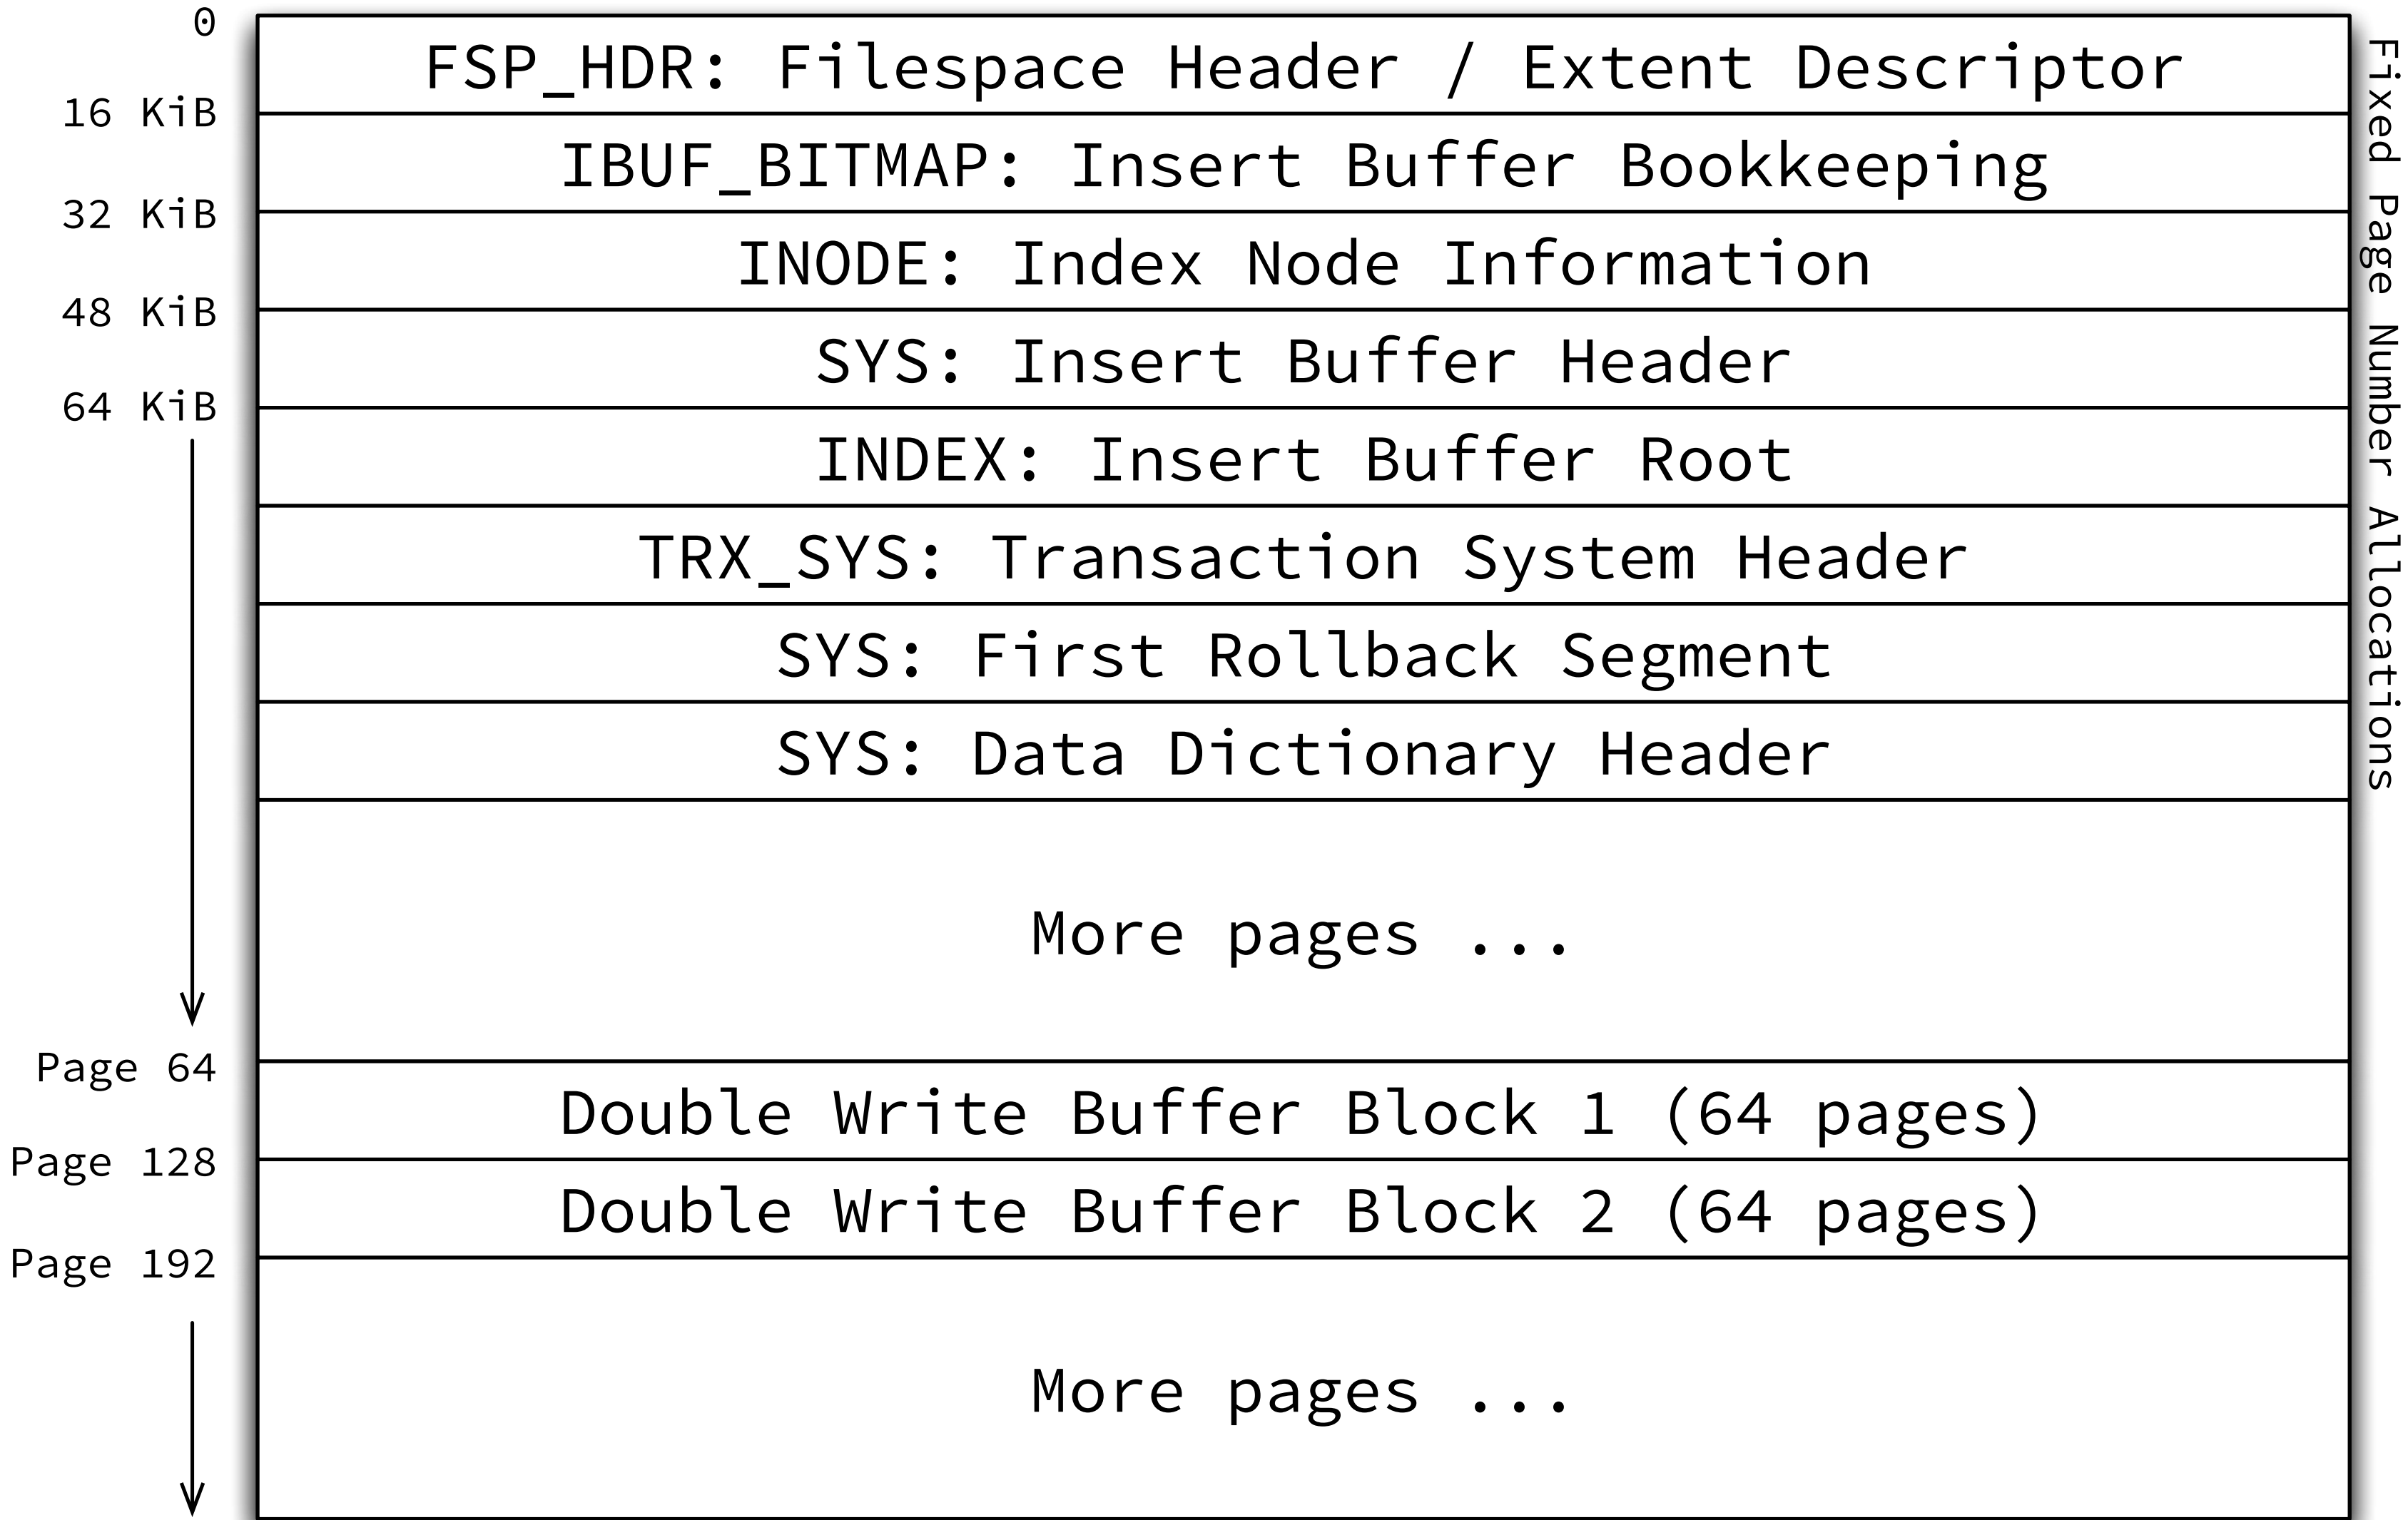 0
FSP_HDR: Filespace Header / Extent Descriptor
16 KiB
IBUF_BITMAP: Insert Buffer Bookkeeping
32 KiB
INODE: Index Node Information
48 KiB
SYS: Insert Buffer Header
64 KiB
INDEX: Insert Buffer Root
TRX_SYS: Transaction System Header
SYS: First Rollback Segment
SYS: Data Dictionary Header
Fixed Page Number Allocations
More pages ...
Page 64
Double Write Buffer Block 1 (64 pages)
Page 128
Double Write Buffer Block 2 (64 pages)
Page 192
More pages ...